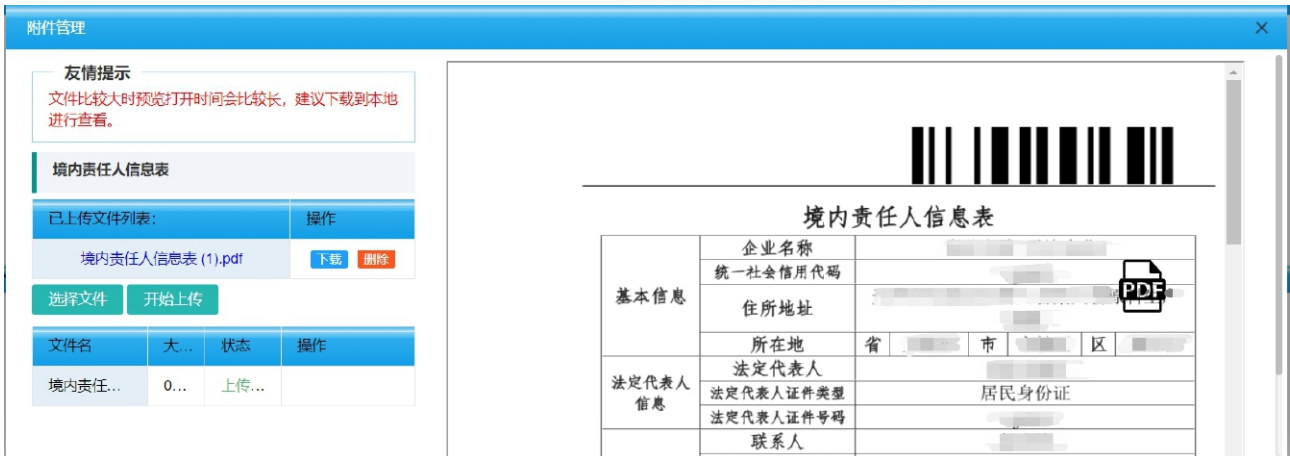 附件管理
友情提示
文件比较大时预览打开时间会比较长，建议下载到本地
进行查看。
境内责任人信息表
已上传文件列表: 操作
境内责任人信息表 (1).pdf 下载 删除
选择文件 开始上传
文件名 大... 状态 操作
境内责任... 0... 上传...
境内责任人信息表
基本信息
企业名称
统一社会信用代码
住所地址
PDF
所在地 省 市 区
法定代表人
信息
法定代表人
法定代表人证件类型 居民身份证
法定代表人证件号码
联系人